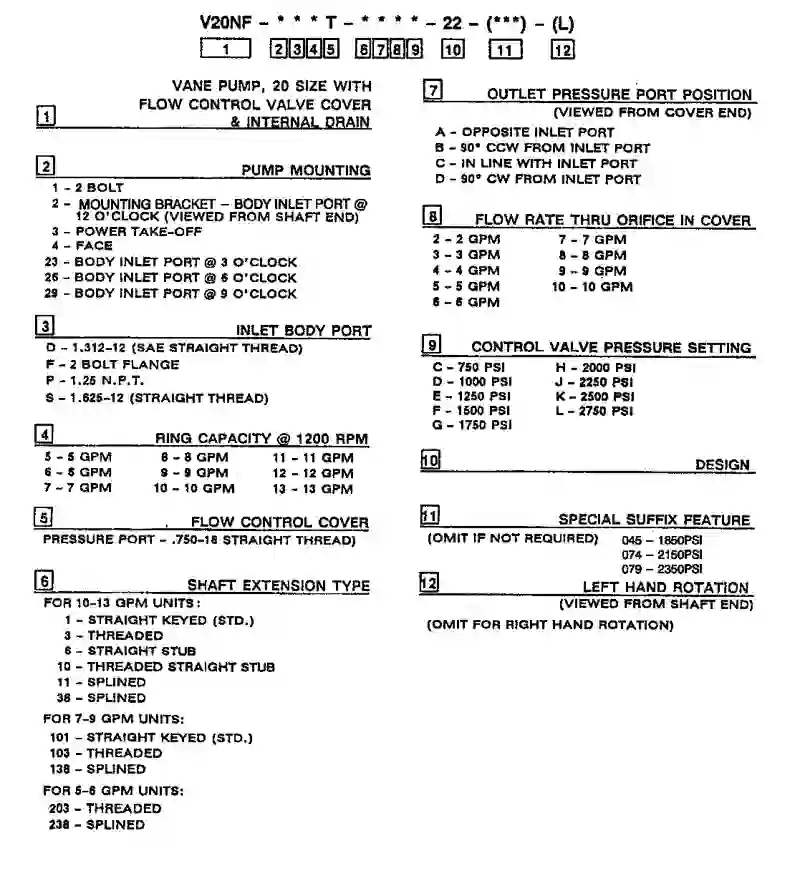 V20NF - * * * T - * * * * - 22 - (***) - (L)
1 2 3 4 5 6 7 8 9 10 11 12
VANE PUMP, 20 SIZE WITH
FLOW CONTROL VALVE COVER
1 & INTERNAL DRAIN
2 PUMP MOUNTING
1 - 2 BOLT
2 - MOUNTING BRACKET - BODY INLET PORT @
12 O'CLOCK (VIEWED FROM SHAFT END)
3 - POWER TAKE-OFF
4 - FACE
23 - BODY INLET PORT @ 3 O'CLOCK
26 - BODY INLET PORT @ 6 O'CLOCK
29 - BODY INLET PORT @ 9 O'CLOCK
3 INLET BODY PORT
D - 1.312-12 (SAE STRAIGHT THREAD)
F - 2 BOLT FLANGE
P - 1.25 N.P.T.
S - 1.625-12 (STRAIGHT THREAD)
4 RING CAPACITY @ 1200 RPM
5 - 5 GPM 8 - 8 GPM 11 - 11 GPM
6 - 6 GPM 9 - 9 GPM 12 - 12 GPM
7 - 7 GPM 10 - 10 GPM 13 - 13 GPM
5 FLOW CONTROL COVER
PRESSURE PORT - .750-16 STRAIGHT THREAD)
6 SHAFT EXTENSION TYPE
FOR 10-13 GPM UNITS:
1 - STRAIGHT KEYED (STD.)
3 - THREADED
6 - STRAIGHT STUB
10 - THREADED STRAIGHT STUB
11 - SPLINED
38 - SPLINED
FOR 7-9 GPM UNITS:
101 - STRAIGHT KEYED (STD.)
103 - THREADED
138 - SPLINED
FOR 5-6 GPM UNITS:
203 - THREADED
238 - SPLINED
7 OUTLET PRESSURE PORT POSITION
(VIEWED FROM COVER END)
A - OPPOSITE INLET PORT
B - 90° CCW FROM INLET PORT
C - IN LINE WITH INLET PORT
D - 90° CW FROM INLET PORT
8 FLOW RATE THRU ORIFICE IN COVER
2 - 2 GPM 7 - 7 GPM
3 - 3 GPM 8 - 8 GPM
4 - 4 GPM 9 - 9 GPM
5 - 5 GPM 10 - 10 GPM
6 - 6 GPM
9 CONTROL VALVE PRESSURE SETTING
C - 750 PSI H - 2000 PSI
D - 1000 PSI J - 2250 PSI
E - 1250 PSI K - 2500 PSI
F - 1500 PSI L - 2750 PSI
G - 1750 PSI
10 DESIGN
11 SPECIAL SUFFIX FEATURE
(OMIT IF NOT REQUIRED) 045 - 1850PSI
074 - 2150PSI
079 - 2350PSI
12 LEFT HAND ROTATION
(VIEWED FROM SHAFT END)
(OMIT FOR RIGHT HAND ROTATION)